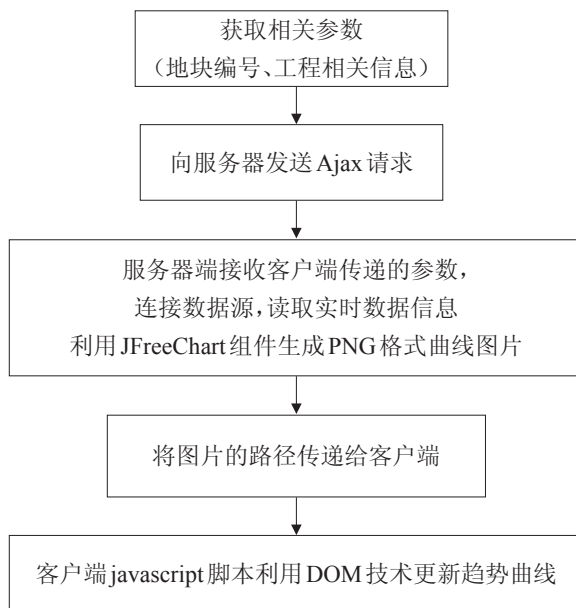 获取相关参数
（地块编号、工程相关信息）
向服务器发送Ajax请求
服务器端接收客户端传递的参数，
连接数据源，读取实时数据信息
利用JFreeChart组件生成PNG格式曲线图片
将图片的路径传递给客户端
客户端javascript脚本利用DOM技术更新趋势曲线